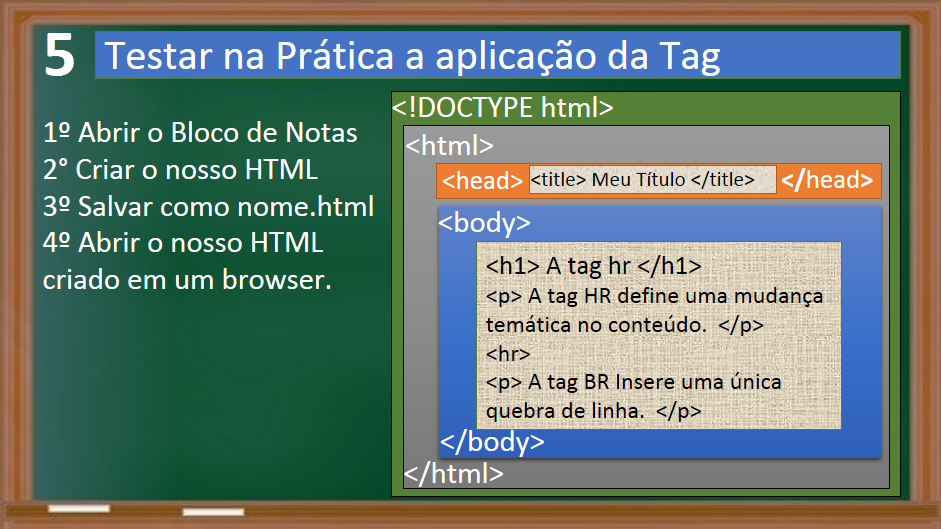 5 Testar na Prática a aplicação da Tag
1º Abrir o Bloco de Notas
2° Criar o nosso HTML
3º Salvar como nome.html
4º Abrir o nosso HTML
criado em um browser.
<!DOCTYPE html>
<html>
<head> <title> Meu Título </title> </head>
<body>
<h1> A tag hr </h1>
<p> A tag HR define uma mudança
temática no conteúdo. </p>
<hr>
<p> A tag BR Insere uma única
quebra de linha. </p>
</body>
</html>